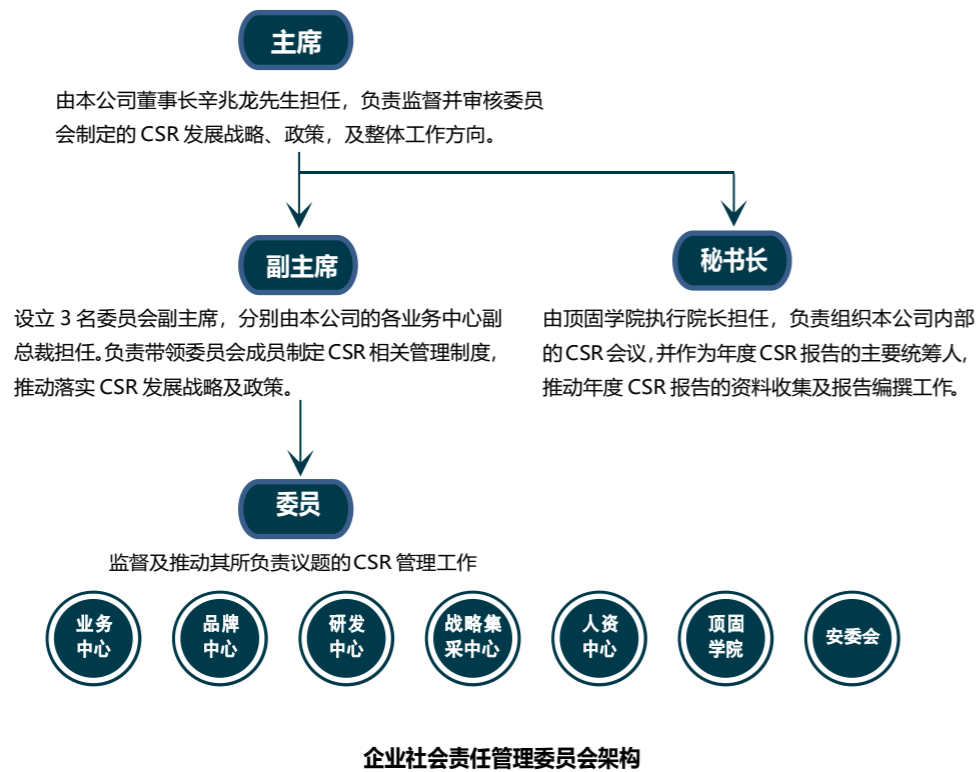 主席
由本公司董事长辛兆龙先生担任，负责监督并审核委员
会制定的 CSR 发展战略、政策，及整体工作方向。
副主席
设立 3 名委员会副主席，分别由本公司的各业务中心副
总裁担任。负责带领委员会成员制定 CSR 相关管理制度，
推动落实 CSR 发展战略及政策。
秘书长
由顶固学院执行院长担任，负责组织本公司内部
的 CSR 会议，并作为年度 CSR 报告的主要统筹人，
推动年度 CSR 报告的资料收集及报告编撰工作。
委员
监督及推动其所负责议题的 CSR 管理工作
业务
中心
品牌
中心
研发
中心
战略集
采中心
人资
中心
顶固
学院
安委会
企业社会责任管理委员会架构